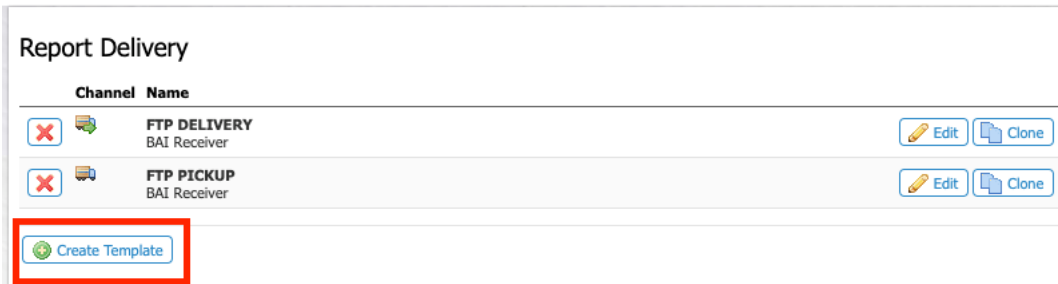 Report Delivery
Channel Name
FTP DELIVERY
BAI Receiver
Edit Clone
FTP PICKUP
BAI Receiver
Edit Clone
Create Template